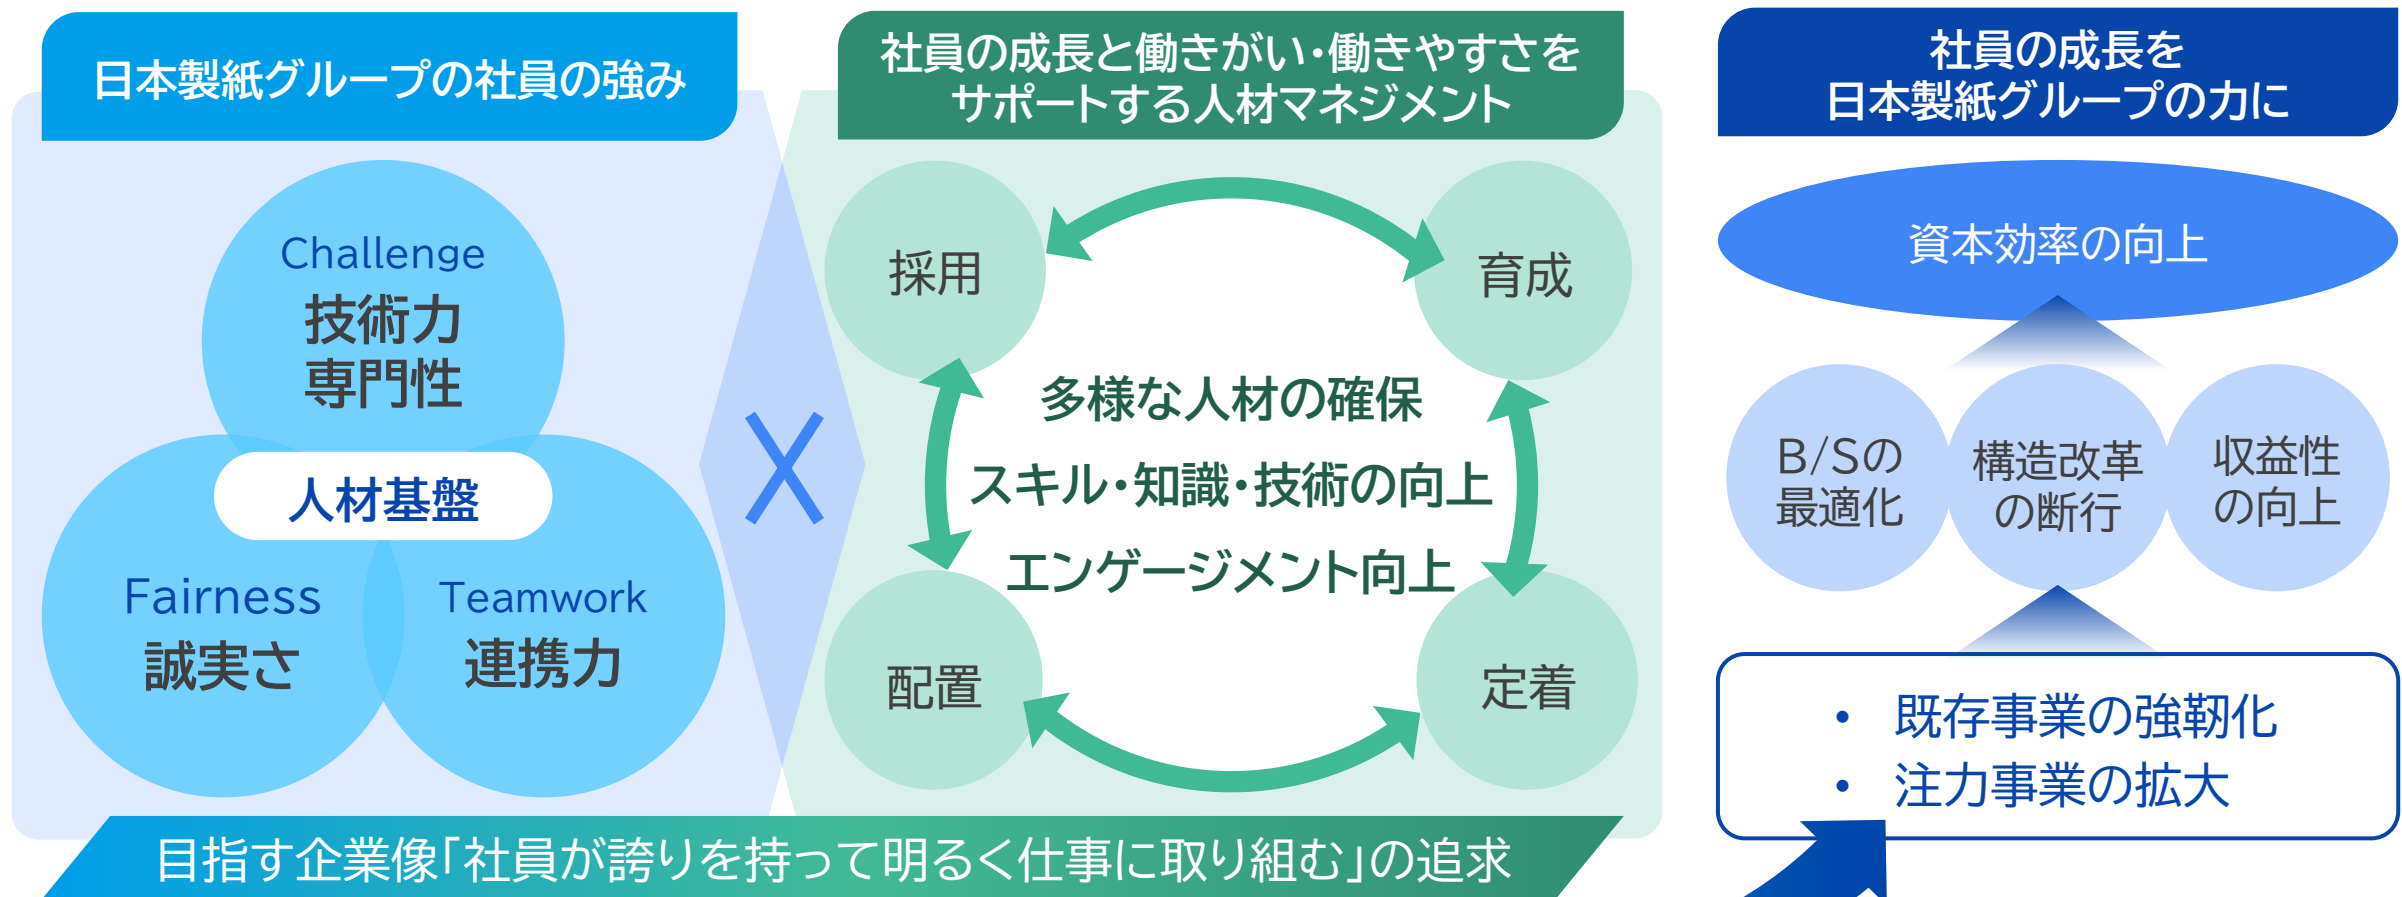 日本製紙グループの社員の強み
Challenge
技術力
専門性
人材基盤
Fairness
誠実さ
Teamwork
連携力
X
社員の成長と働きがい・働きやすさを
サポートする人材マネジメント
採用
育成
多様な人材の確保
スキル・知識・技術の向上
エンゲージメント向上
配置
定着
目指す企業像「社員が誇りを持って明るく仕事に取り組む」の追求
社員の成長を
日本製紙グループの力に
資本効率の向上
B/Sの
最適化
構造改革
の断行
収益性
の向上
• 既存事業の強靭化
• 注力事業の拡大